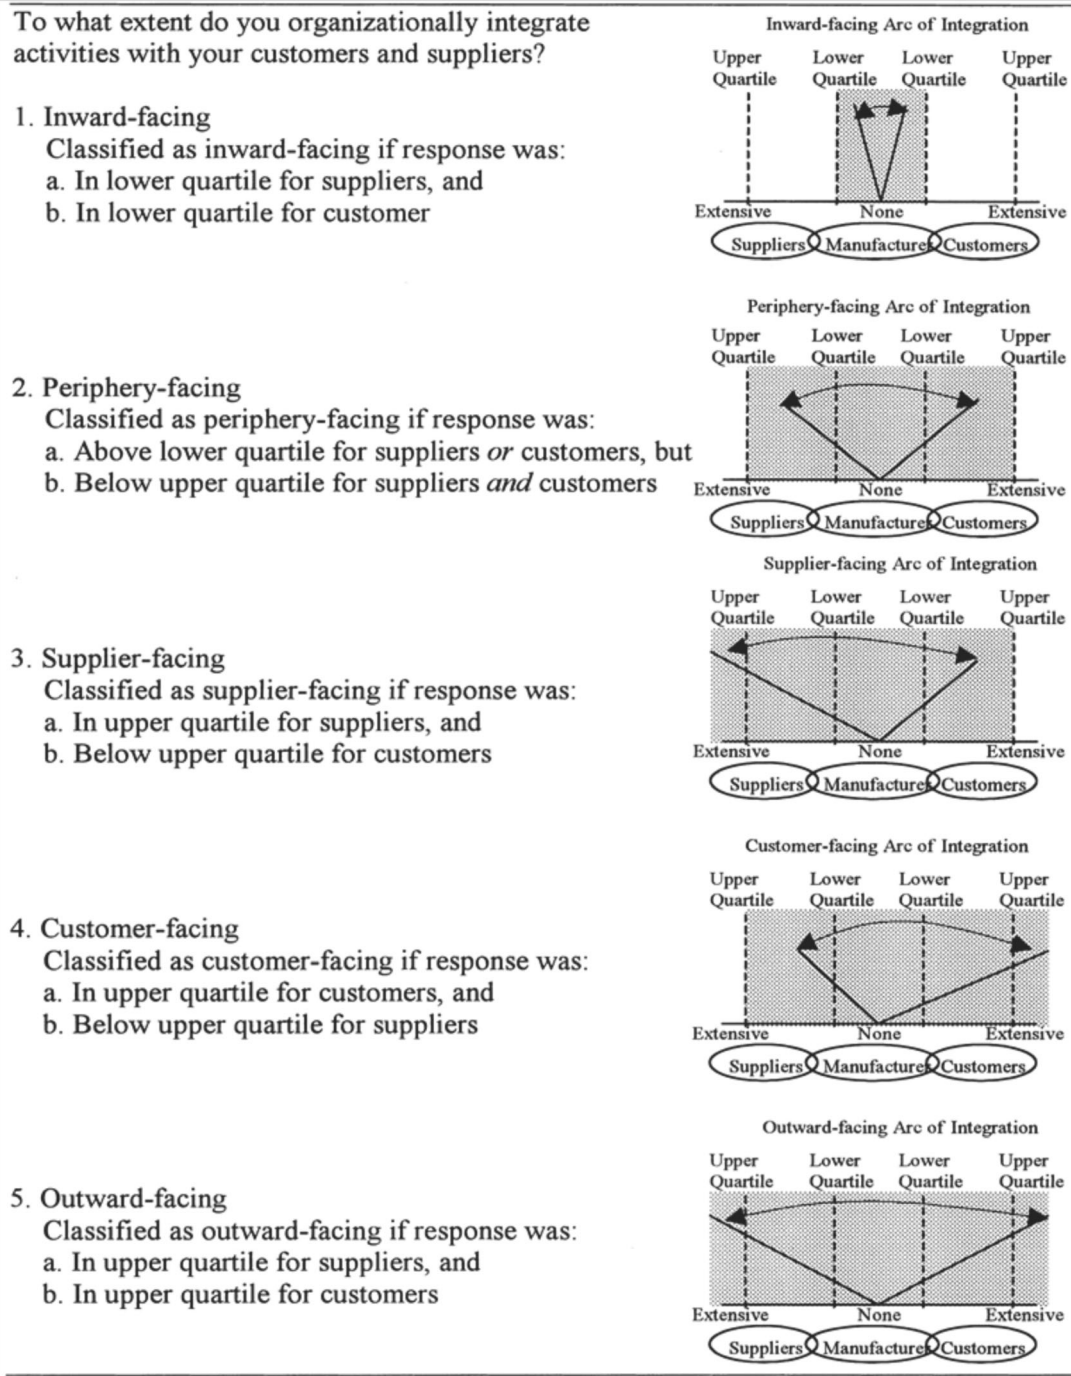 To what extent do you organizationally integrate
activities with your customers and suppliers?
1. Inward-facing
Classified as inward-facing if response was:
a. In lower quartile for suppliers, and
b. In lower quartile for customer
Inward-facing Arc of Integration
Upper Lower Lower Upper
Quartile Quartile Quartile Quartile
Extensive None Extensive
Suppliers Manufacturer Customers
2. Periphery-facing
Classified as periphery-facing if response was:
a. Above lower quartile for suppliers or customers, but
b. Below upper quartile for suppliers and customers
Periphery-facing Arc of Integration
Upper Lower Lower Upper
Quartile Quartile Quartile Quartile
Extensive None Extensive
Suppliers Manufacturer Customers
3. Supplier-facing
Classified as supplier-facing if response was:
a. In upper quartile for suppliers, and
b. Below upper quartile for customers
Supplier-facing Arc of Integration
Upper Lower Lower Upper
Quartile Quartile Quartile Quartile
Extensive None Extensive
Suppliers Manufacturer Customers
4. Customer-facing
Classified as customer-facing if response was:
a. In upper quartile for customers, and
b. Below upper quartile for suppliers
Customer-facing Arc of Integration
Upper Lower Lower Upper
Quartile Quartile Quartile Quartile
Extensive None Extensive
Suppliers Manufacturer Customers
5. Outward-facing
Classified as outward-facing if response was:
a. In upper quartile for suppliers, and
b. In upper quartile for customers
Outward-facing Arc of Integration
Upper Lower Lower Upper
Quartile Quartile Quartile Quartile
Extensive None Extensive
Suppliers Manufacturer Customers